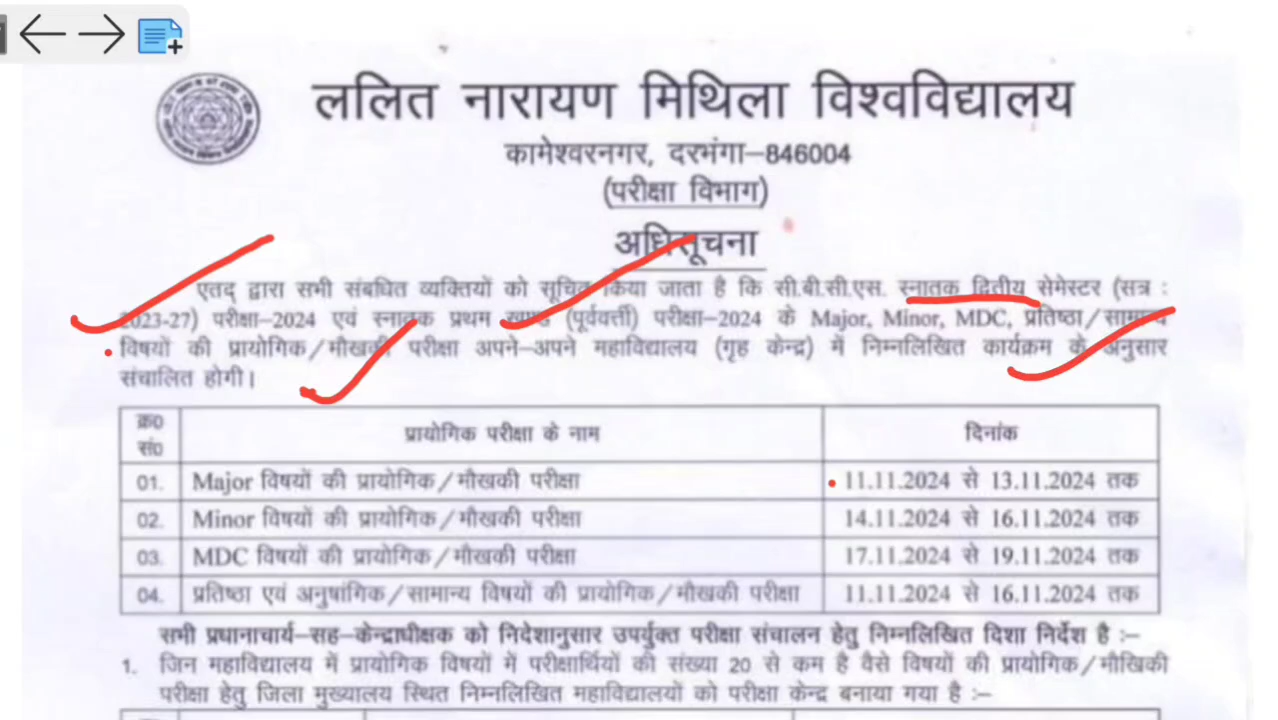 ललित नारायण मिथिला विश्वविद्यालय
कामेश्वरनगर, दरभंगा–846004
(परीक्षा विभाग)
अधिसूचना
एतद् द्वारा सभी संबधित व्यक्तियों को सूचित किया जाता है कि सी.बी.सी.एस. स्नातक द्वितीय सेमेस्टर (सत्र :
2023-27) परीक्षा–2024 एवं स्नातक प्रथम खण्ड (पूर्ववर्त्ती) परीक्षा–2024 के Major, Minor, MDC, प्रतिष्ठा/सामान्य
विषयों की प्रायोगिक/मौखकी परीक्षा अपने–अपने महाविद्यालय (गृह केन्द्र) में निम्नलिखित कार्यक्रम के अनुसार
संचालित होगी।
क्र0 सं0 प्रायोगिक परीक्षा के नाम दिनांक
01. Major विषयों की प्रायोगिक/मौखकी परीक्षा 11.11.2024 से 13.11.2024 तक
02. Minor विषयों की प्रायोगिक/मौखकी परीक्षा 14.11.2024 से 16.11.2024 तक
03. MDC विषयों की प्रायोगिक/मौखकी परीक्षा 17.11.2024 से 19.11.2024 तक
04. प्रतिष्ठा एवं अनुषांगिक/सामान्य विषयों की प्रायोगिक/मौखकी परीक्षा 11.11.2024 से 16.11.2024 तक
सभी प्रधानाचार्य–सह–केन्द्राधीक्षक को निदेशानुसार उपर्युक्त परीक्षा संचालन हेतु निम्नलिखित दिशा निर्देश है :–
1. जिन महाविद्यालय में प्रायोगिक विषयों में परीक्षार्थियों की संख्या 20 से कम है वैसे विषयों की प्रायोगिक/मौखिकी
परीक्षा हेतु जिला मुख्यालय स्थित निम्नलिखित महाविद्यालयों को परीक्षा केन्द्र बनाया गया है :–